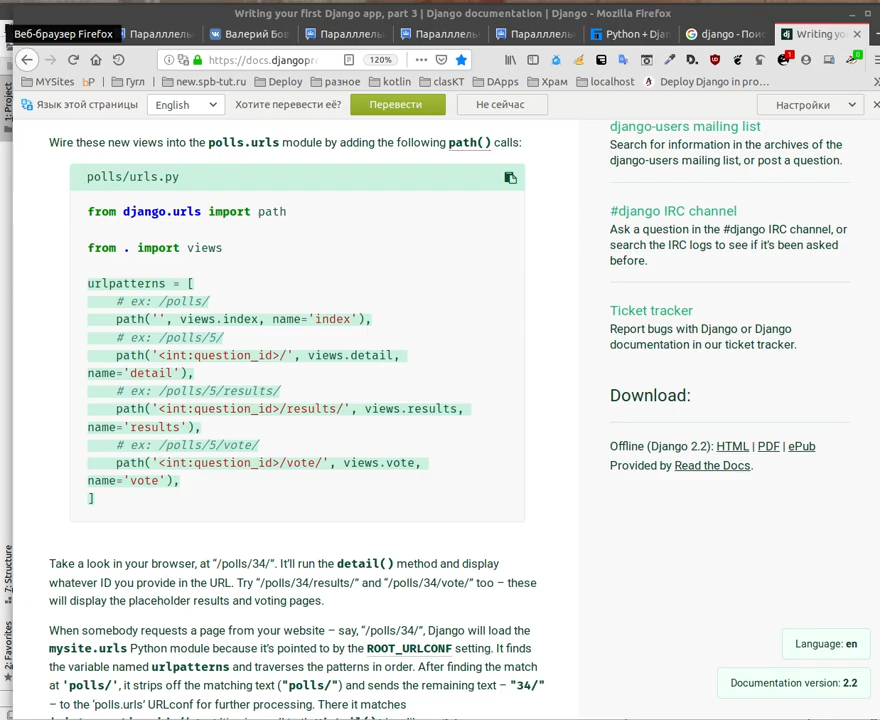 Writing your first Django app, part 3 | Django documentation | Django - Mozilla Firefox
Веб-браузер Firefox
Параллель
Валерий Бов
Параллель
Параллель
Параллель
Python + Djan
django - Пои
Writing yo
https://docs.djangopr
120%
MYSites
bP
Гугл
new.spb-tut.ru
Deploy
разное
kotlin
clasKT
DApps
Храм
localhost
Deploy Django in pro…
Язык этой страницы
English
Хотите перевести её?
Перевести
Не сейчас
Настройки
1: Project
7: Structure
2: Favorites
Wire these new views into the polls.urls module by adding the following path() calls:
polls/urls.py
from django.urls import path
from . import views
urlpatterns = [
# ex: /polls/
path('', views.index, name='index'),
# ex: /polls/5/
path('<int:question_id>/', views.detail,
name='detail'),
# ex: /polls/5/results/
path('<int:question_id>/results/', views.results,
name='results'),
# ex: /polls/5/vote/
path('<int:question_id>/vote/', views.vote,
name='vote'),
]
Take a look in your browser, at “/polls/34/”. It’ll run the detail() method and display
whatever ID you provide in the URL. Try “/polls/34/results/” and “/polls/34/vote/” too – these
will display the placeholder results and voting pages.
When somebody requests a page from your website – say, “/polls/34/”, Django will load the
mysite.urls Python module because it’s pointed to by the ROOT_URLCONF setting. It finds
the variable named urlpatterns and traverses the patterns in order. After finding the match
at 'polls/', it strips off the matching text ("polls/") and sends the remaining text – "34/"
– to the ‘polls.urls’ URLconf for further processing. There it matches
django-users mailing list
Search for information in the archives of the
django-users mailing list, or post a question.
#django IRC channel
Ask a question in the #django IRC channel, or
search the IRC logs to see if it’s been asked
before.
Ticket tracker
Report bugs with Django or Django
documentation in our ticket tracker.
Download:
Offline (Django 2.2): HTML | PDF | ePub
Provided by Read the Docs.
Language: en
Documentation version: 2.2